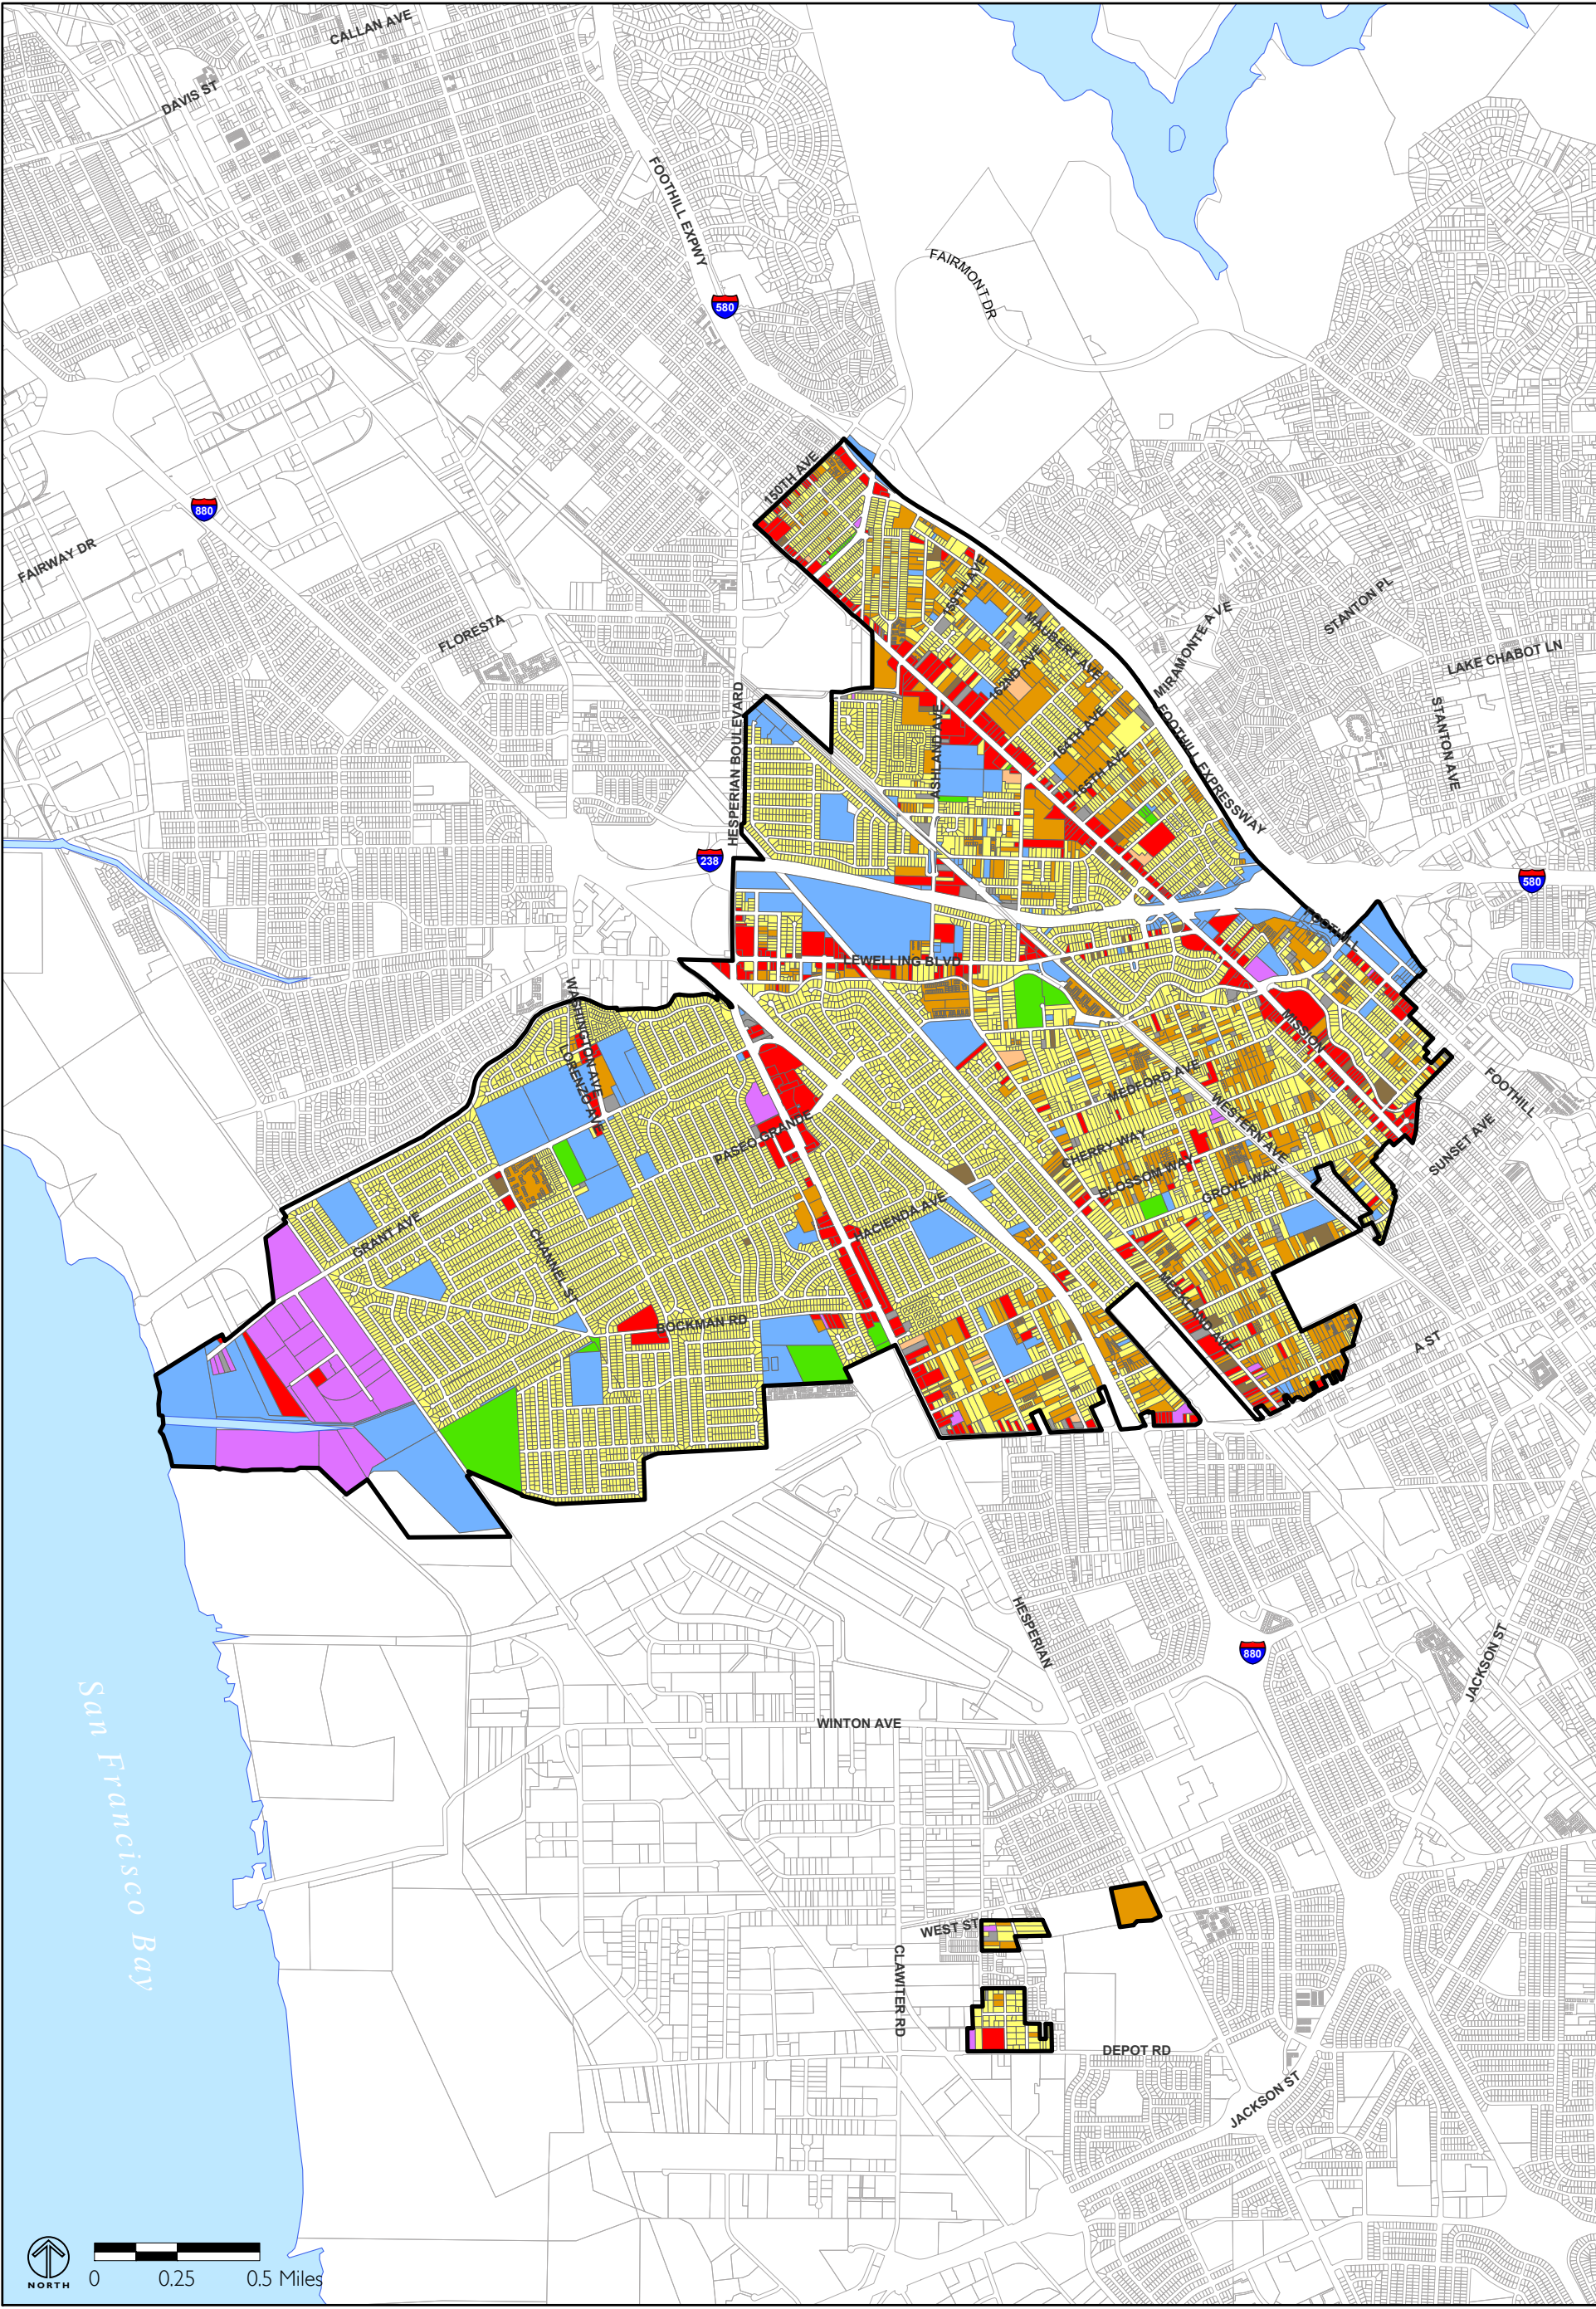 CALLAN AVE
DAVIS ST
FOOTHILL EXPWY
FAIRMONT DR
580
880
150TH AVE
FAIRWAY DR
159TH AVE
STANTON PL
FLORESTA
MAUBERT AVE
MIRAMONTE AVE
LAKE CHABOT LN
162ND AVE
HESPERIAN BOULEVARD
ASHLAND AVE
164TH AVE
FOOTHILL EXPRESSWAY
STANTON AVE
165TH AVE
238
580
FOOTHILL
LEWELLING BLVD
WASHINGTON AVE
MISSION
LORENZO AVE
MEDFORD AVE
FOOTHILL
WESTERN AVE
PASEO GRANDE
CHERRY WAY
SUNSET AVE
BLOSSOM WAY
GROVE WAY
GRANT AVE
HACIENDA AVE
CHANNEL ST
MEEKLAND AVE
BOCKMAN RD
A ST
HESPERIAN
880
JACKSON ST
WINTON AVE
San Francisco Bay
WEST ST
CLAWITER RD
DEPOT RD
JACKSON ST
NORTH
0 0.25 0.5 Miles